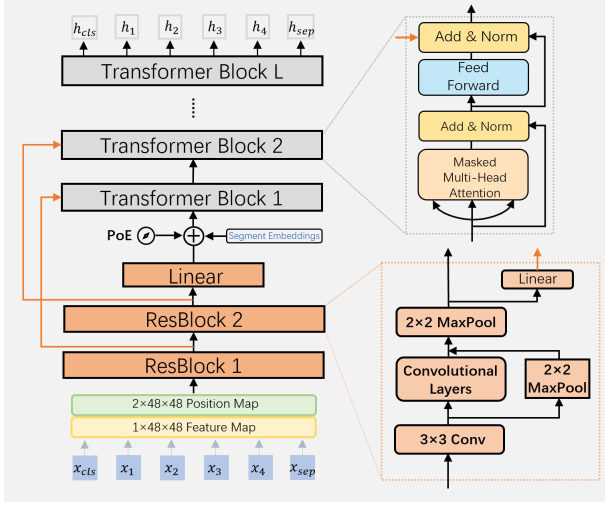 h_cls h_1 h_2 h_3 h_4 h_sep
Transformer Block L
......
Transformer Block 2
Transformer Block 1
PoE
Segment Embeddings
Linear
ResBlock 2
ResBlock 1
2×48×48 Position Map
1×48×48 Feature Map
x_cls x_1 x_2 x_3 x_4 x_sep
Add & Norm
Feed
Forward
Add & Norm
Masked
Multi-Head
Attention
Linear
2×2 MaxPool
Convolutional
Layers
2×2
MaxPool
3×3 Conv